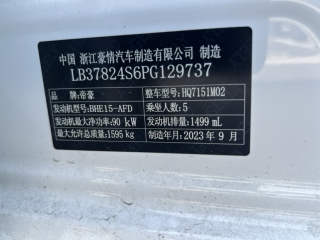 中国 浙江豪情汽车制造有限公司 制造
LB37824S6PG129737
品牌:帝豪 整车型号:HQ7151M02
发动机型号:BHE15-AFD 乘坐人数:5
发动机最大净功率:90 kW 发动机排量:1499 mL
最大允许总质量:1595 kg 制造年月:2023 年 9 月